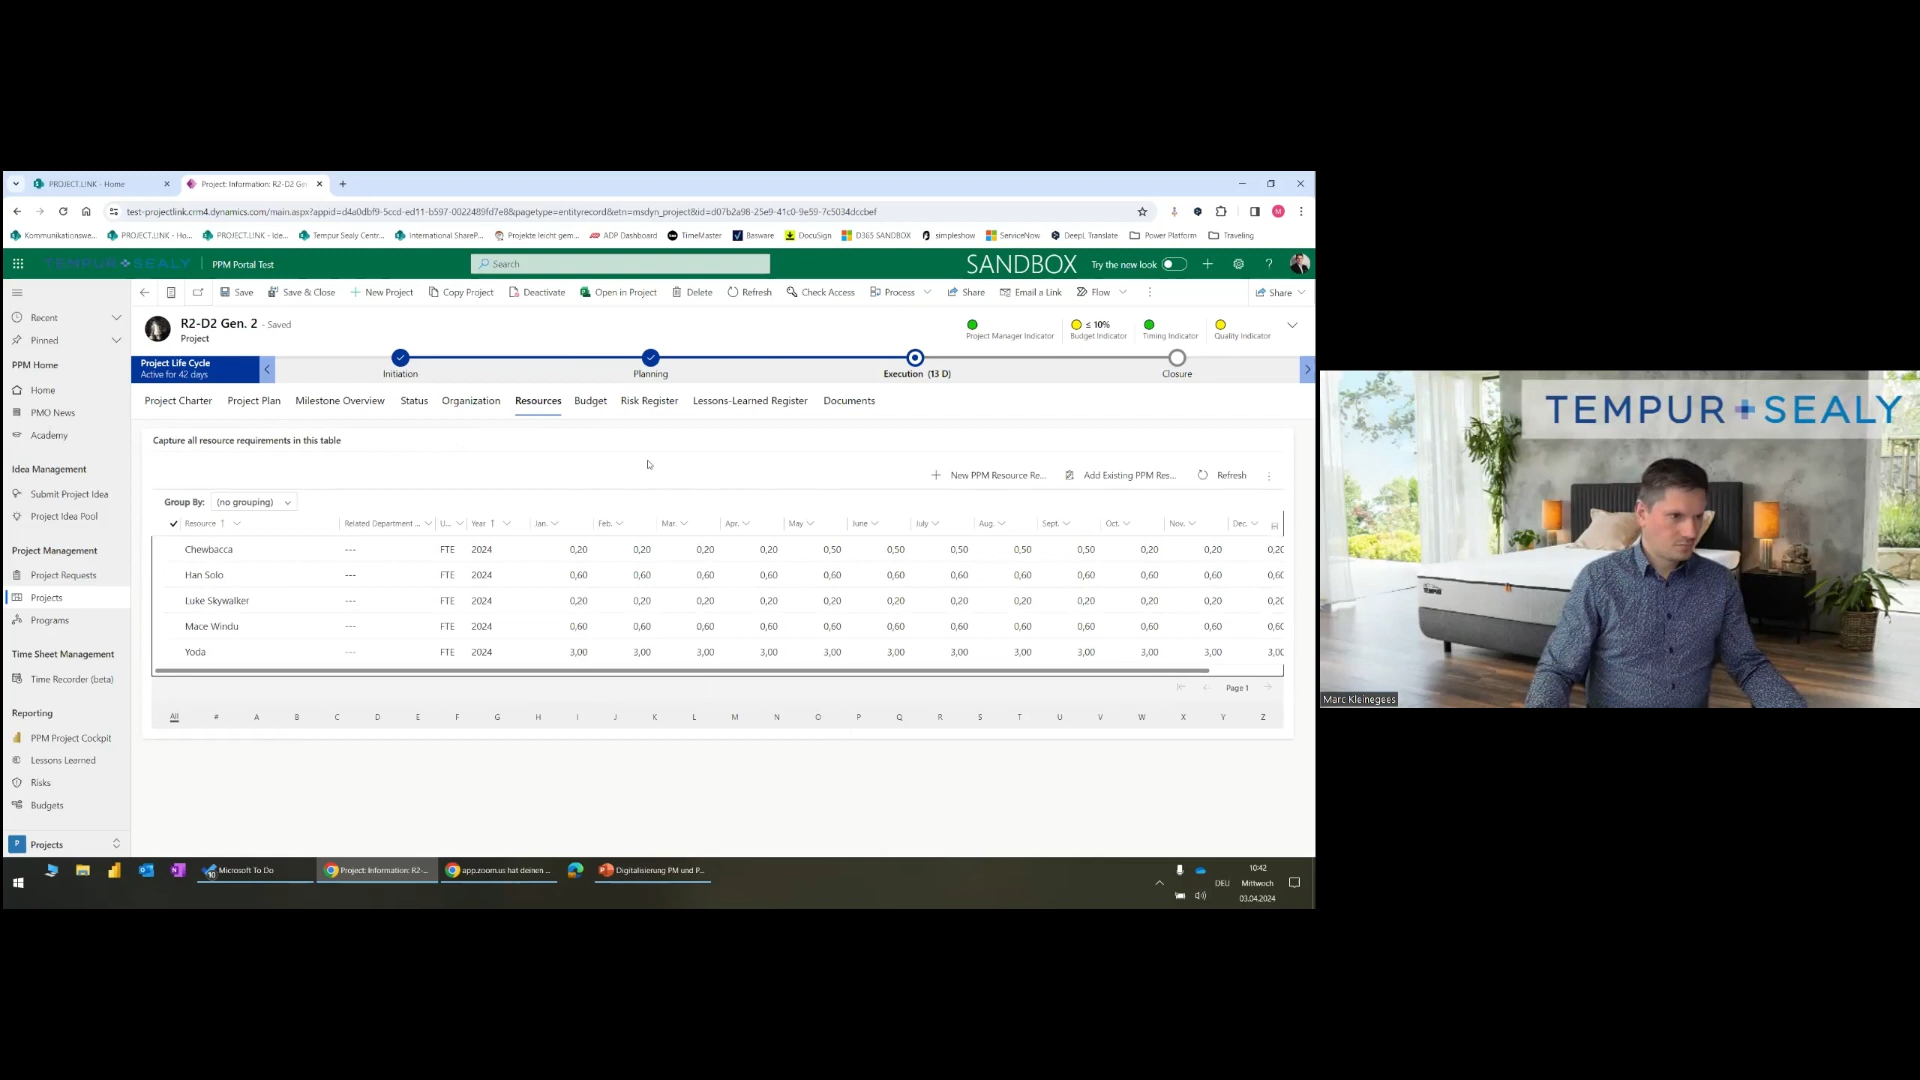 PROJECT.LINK - Home
Project: Information: R2-D2 Ger
test-projectlink.crm4.dynamics.com/main.aspx?appid=d4a0dbf9-5ccd-ed11-b597-0022489fd7e8&pagetype=entityrecord&etn=msdyn_project&id=d07b2a98-25e9-41c0-9e59-7c5034dccbef
Kommunikationswe... PROJECT.LINK - Ho... PROJECT.LINK - Ide... Tempur Sealy Centr... International ShareP... Projekte leicht gem... ADP Dashboard TimeMaster Basware DocuSign D365 SANDBOX simpleshow ServiceNow DeepL Translate Power Platform Traveling
TEMPUR SEALY PPM Portal Test Search SANDBOX Try the new look
Save Save & Close New Project Copy Project Deactivate Open in Project Delete Refresh Check Access Process Share Email a Link Flow Share
Recent
Pinned
PPM Home
Home
PMO News
Academy
Idea Management
Submit Project Idea
Project Idea Pool
Project Management
Project Requests
Projects
Programs
Time Sheet Management
Time Recorder (beta)
Reporting
PPM Project Cockpit
Lessons Learned
Risks
Budgets
P Projects
R2-D2 Gen. 2 - Saved
Project
Project Manager Indicator
≤ 10%
Budget Indicator
Timing Indicator
Quality Indicator
Project Life Cycle
Active for 42 days
Initiation
Planning
Execution (13 D)
Closure
Project Charter Project Plan Milestone Overview Status Organization Resources Budget Risk Register Lessons-Learned Register Documents
Capture all resource requirements in this table
New PPM Resource Re... Add Existing PPM Res... Refresh
Group By: (no grouping)
Resource Related Department ... U... Year Jan. Feb. Mar. Apr. May June July Aug. Sept. Oct. Nov. Dec.
Chewbacca --- FTE 2024 0,20 0,20 0,20 0,20 0,50 0,50 0,50 0,50 0,50 0,20 0,20 0,20
Han Solo --- FTE 2024 0,60 0,60 0,60 0,60 0,60 0,60 0,60 0,60 0,60 0,60 0,60 0,60
Luke Skywalker --- FTE 2024 0,20 0,20 0,20 0,20 0,20 0,20 0,20 0,20 0,20 0,20 0,20 0,20
Mace Windu --- FTE 2024 0,60 0,60 0,60 0,60 0,60 0,60 0,60 0,60 0,60 0,60 0,60 0,60
Yoda --- FTE 2024 3,00 3,00 3,00 3,00 3,00 3,00 3,00 3,00 3,00 3,00 3,00 3,00
Page 1
All # A B C D E F G H I J K L M N O P Q R S T U V W X Y Z
Microsoft To Do
Project: Information: R2-...
app.zoom.us hat deinen ...
Digitalisierung PM und P...
DEU
10:42
Mittwoch
03.04.2024
TEMPUR + SEALY
TEMPUR
Marc Kleinegees